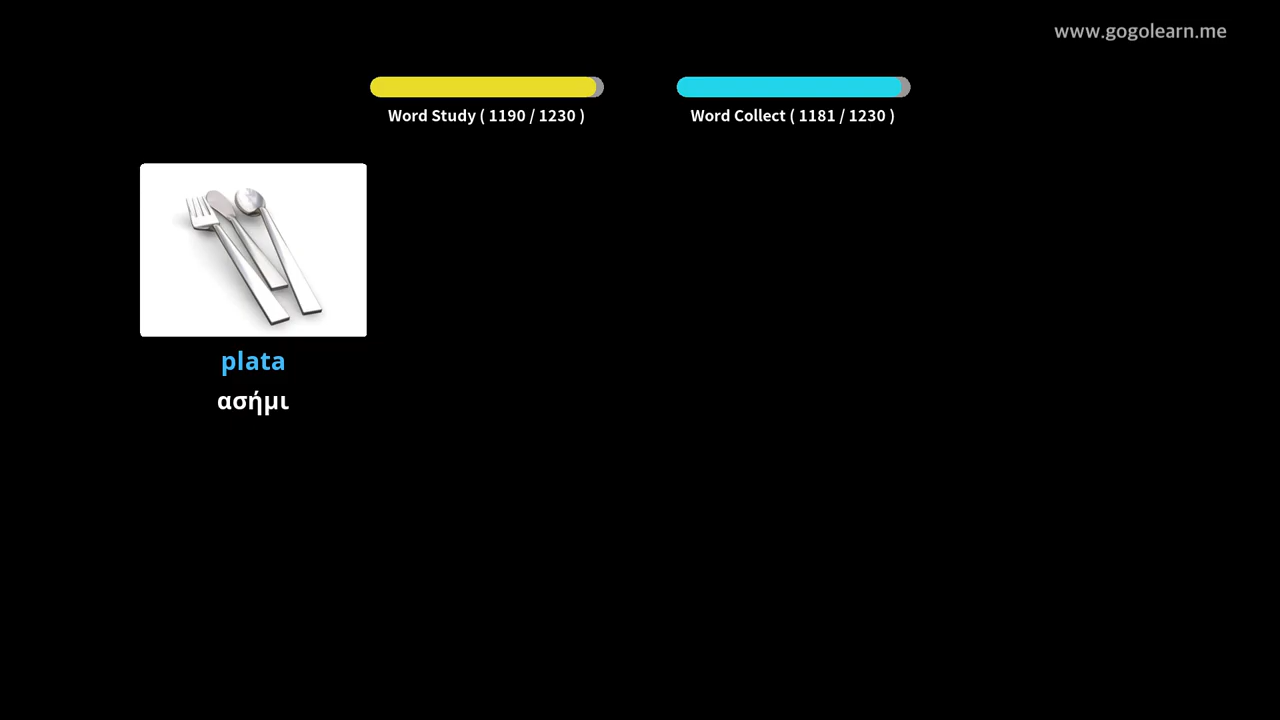 www.gogolearn.me
Word Study ( 1190 / 1230 )
Word Collect ( 1181 / 1230 )
plata
ασήμι